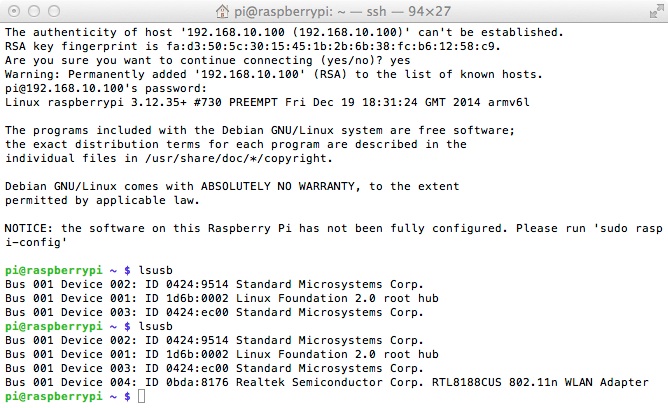 pi@raspberrypi: ~ — ssh — 94×27
The authenticity of host '192.168.10.100 (192.168.10.100)' can't be established.
RSA key fingerprint is fa:d3:50:5c:30:15:45:1b:2b:6b:38:fc:b6:12:58:c9.
Are you sure you want to continue connecting (yes/no)? yes
Warning: Permanently added '192.168.10.100' (RSA) to the list of known hosts.
pi@192.168.10.100's password:
Linux raspberrypi 3.12.35+ #730 PREEMPT Fri Dec 19 18:31:24 GMT 2014 armv6l

The programs included with the Debian GNU/Linux system are free software;
the exact distribution terms for each program are described in the
individual files in /usr/share/doc/*/copyright.

Debian GNU/Linux comes with ABSOLUTELY NO WARRANTY, to the extent
permitted by applicable law.

NOTICE: the software on this Raspberry Pi has not been fully configured. Please run 'sudo rasp
i-config'

pi@raspberrypi ~ $ lsusb
Bus 001 Device 002: ID 0424:9514 Standard Microsystems Corp.
Bus 001 Device 001: ID 1d6b:0002 Linux Foundation 2.0 root hub
Bus 001 Device 003: ID 0424:ec00 Standard Microsystems Corp.
pi@raspberrypi ~ $ lsusb
Bus 001 Device 002: ID 0424:9514 Standard Microsystems Corp.
Bus 001 Device 001: ID 1d6b:0002 Linux Foundation 2.0 root hub
Bus 001 Device 003: ID 0424:ec00 Standard Microsystems Corp.
Bus 001 Device 004: ID 0bda:8176 Realtek Semiconductor Corp. RTL8188CUS 802.11n WLAN Adapter
pi@raspberrypi ~ $